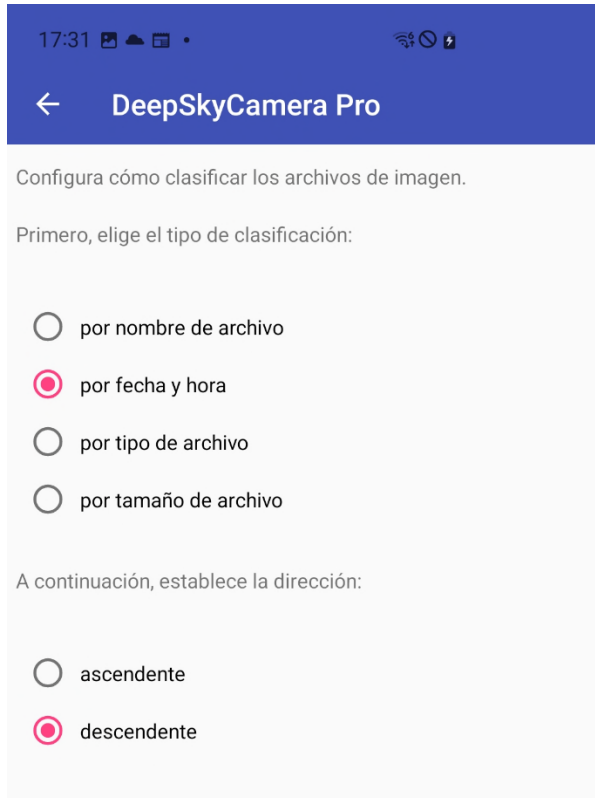 17:31
DeepSkyCamera Pro
Configura cómo clasificar los archivos de imagen.
Primero, elige el tipo de clasificación:
por nombre de archivo
por fecha y hora
por tipo de archivo
por tamaño de archivo
A continuación, establece la dirección:
ascendente
descendente